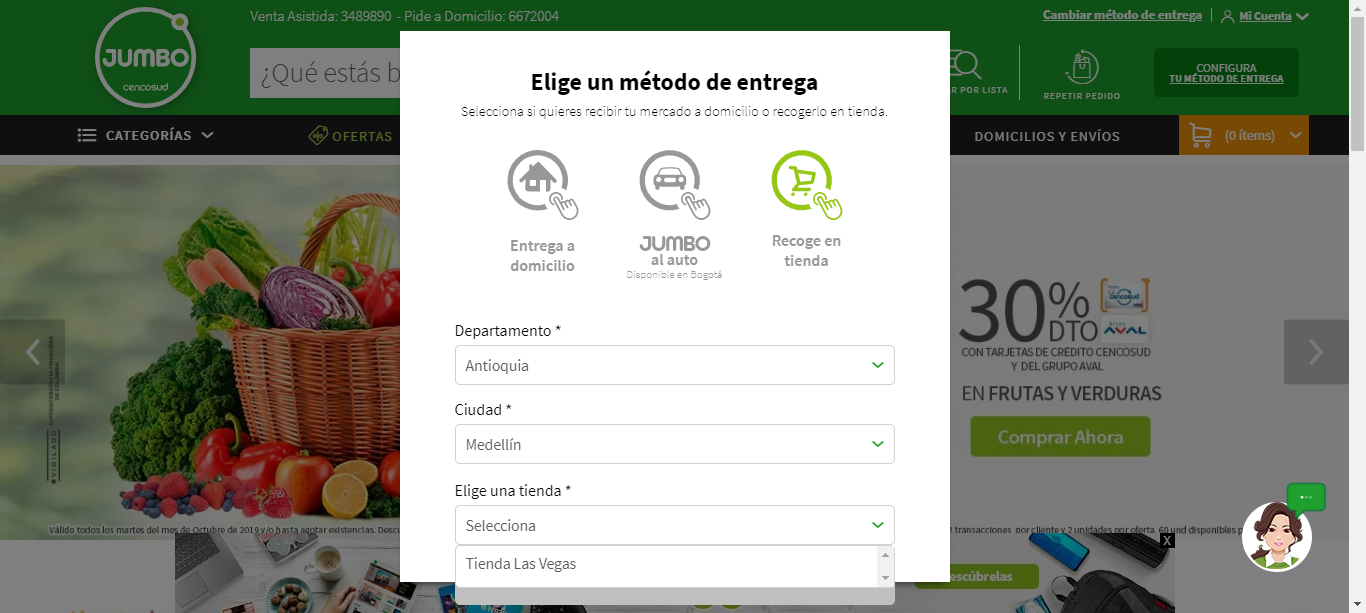 Venta Asistida: 3489890 - Pide a Domicilio: 6672004
Cambiar método de entrega
Mi Cuenta
JUMBO
cencosud
¿Qué estás b
R POR LISTA
REPETIR PEDIDO
CONFIGURA
TU MÉTODO DE ENTREGA
CATEGORÍAS
OFERTAS
DOMICILIOS Y ENVÍOS
(0 ítems)
Elige un método de entrega
Selecciona si quieres recibir tu mercado a domicilio o recogerlo en tienda.
Entrega a
domicilio
JUMBO
al auto
Disponible en Bogotá
Recoge en
tienda
Departamento *
Antioquia
Ciudad *
Medellín
Elige una tienda *
Selecciona
Tienda Las Vegas
30%
DTO
cencosud
AVAL
CON TARJETAS DE CRÉDITO CENCOSUD
Y DEL GRUPO AVAL
EN FRUTAS Y VERDURAS
Comprar Ahora
VIGILADO SUPERINTENDENCIA FINANCIERA
DE COLOMBIA
Válido todos los martes del mes de Octubre de 2019 y/o hasta agotar existencias. Desc
2 transacciones por cliente y 2 unidades por oferta. 60 und disponibles p
X
escúbrelas